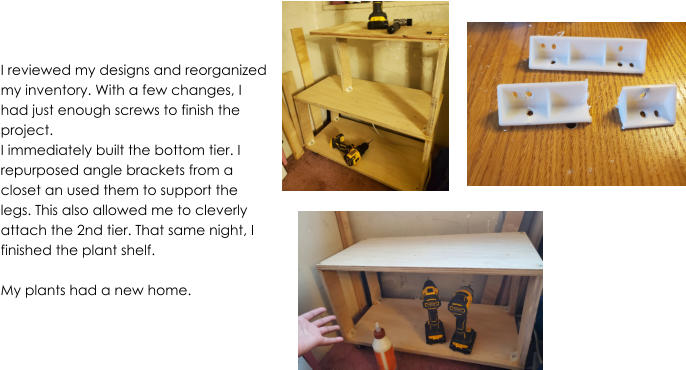 I reviewed my designs and reorganized
my inventory. With a few changes, I
had just enough screws to finish the
project.
I immediately built the bottom tier. I
repurposed angle brackets from a
closet an used them to support the
legs. This also allowed me to cleverly
attach the 2nd tier. That same night, I
finished the plant shelf.
My plants had a new home.